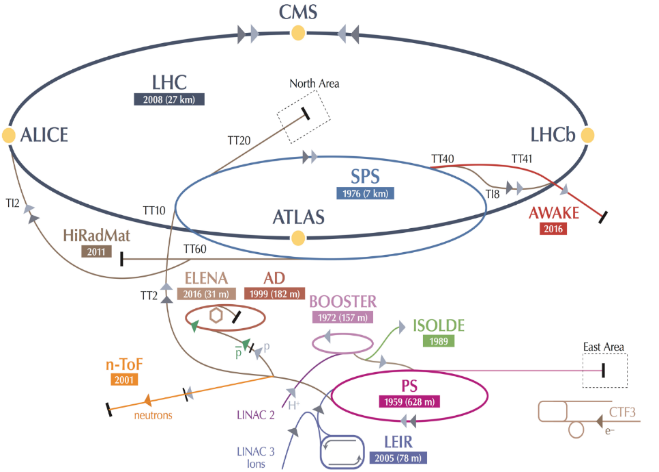 CMS
LHC
2008 (27 km)
North Area
ALICE
LHCb
TT20
TT40
TT41
SPS
1976 (7 km)
TI8
TI2
TT10
ATLAS
AWAKE
2016
HiRadMat
2011
TT60
ELENA
2016 (31 m)
AD
1999 (182 m)
TT2
BOOSTER
1972 (157 m)
ISOLDE
1989
p
p̅
East Area
n-ToF
2001
PS
1959 (628 m)
neutrons
LINAC 2
H⁺
CTF3
e⁻
LINAC 3
Ions
LEIR
2005 (78 m)